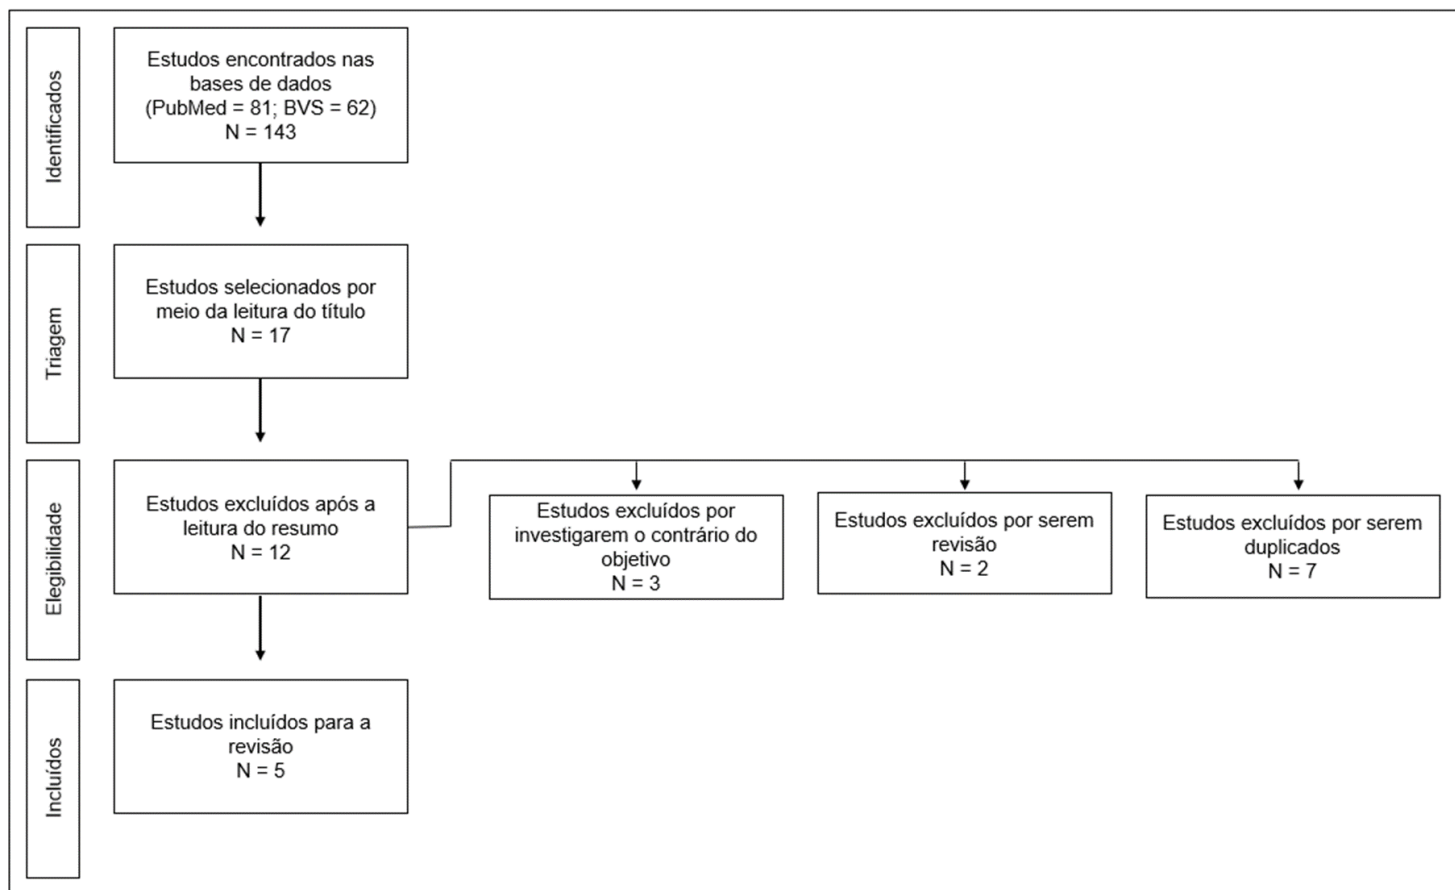 Identificados
Estudos encontrados nas
bases de dados
(PubMed = 81; BVS = 62)
N = 143
Triagem
Estudos selecionados por
meio da leitura do título
N = 17
Elegibilidade
Estudos excluídos após a
leitura do resumo
N = 12
Estudos excluídos por
investigarem o contrário do
objetivo
N = 3
Estudos excluídos por serem
revisão
N = 2
Estudos excluídos por serem
duplicados
N = 7
Incluídos
Estudos incluídos para a
revisão
N = 5